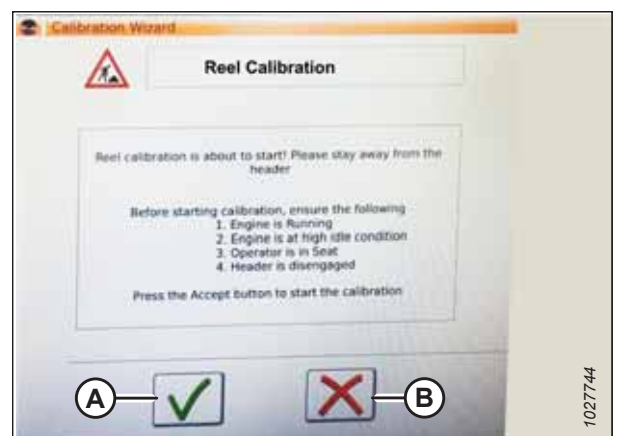 Calibration Wizard
Reel Calibration
Reel calibration is about to start! Please stay away from the
header
Before starting calibration, ensure the following
1. Engine is Running
2. Engine is at high idle condition
3. Operator is in Seat
4. Header is disengaged
Press the Accept button to start the calibration
A
B
1027744